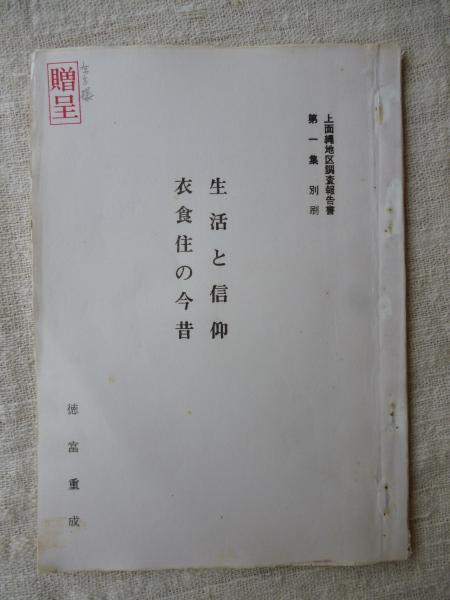 上面縄地区調査報告書
第一集 別刷
生活と信仰
衣食住の今昔
徳富重成
贈呈